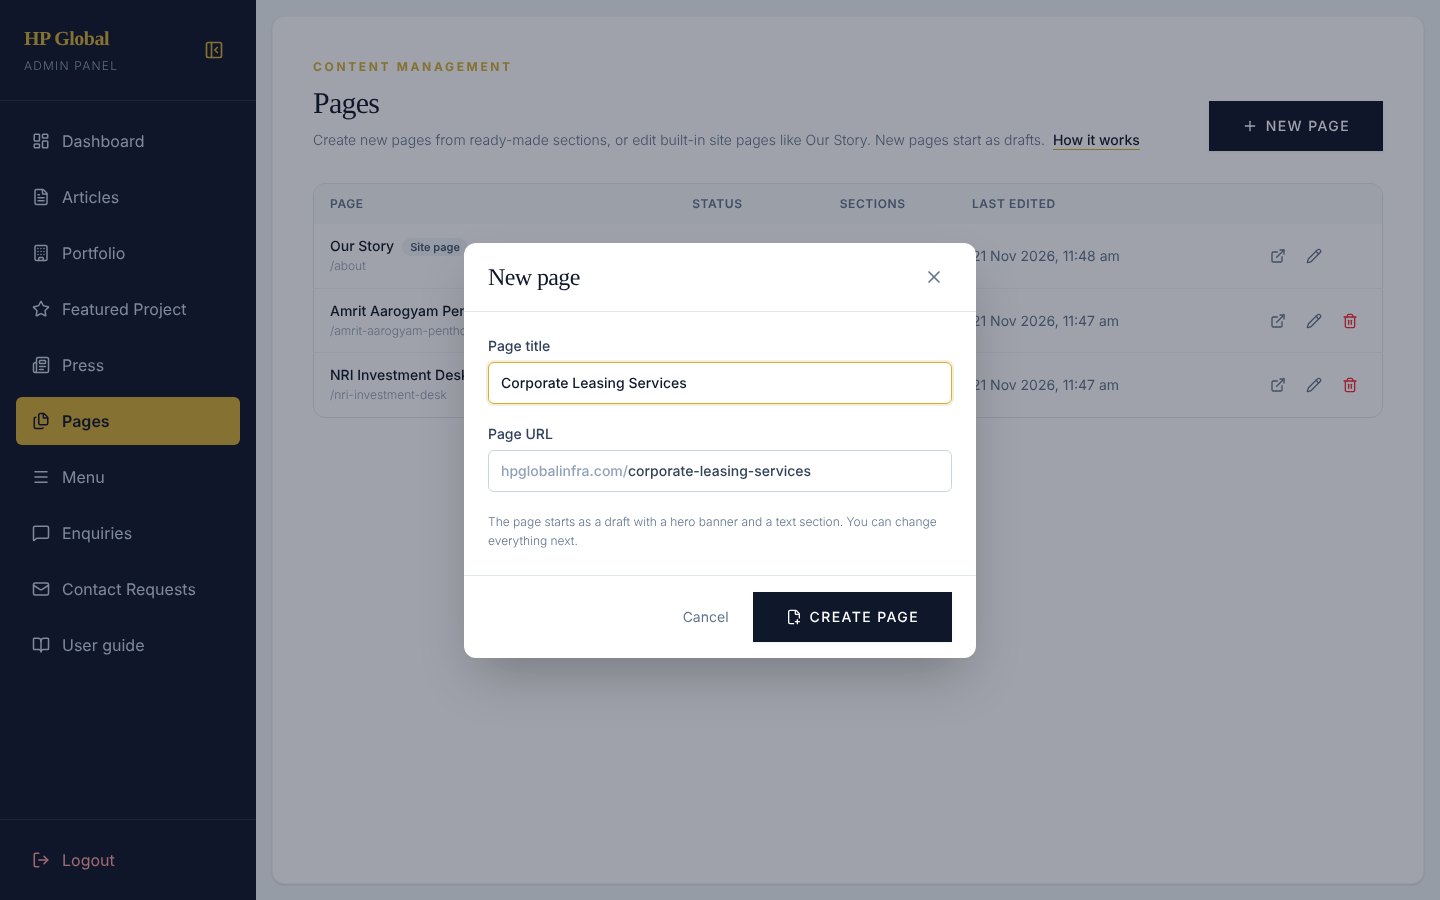 HP Global
ADMIN PANEL
Dashboard
Articles
Portfolio
Featured Project
Press
Pages
Menu
Enquiries
Contact Requests
User guide
Logout
CONTENT MANAGEMENT
Pages
Create new pages from ready-made sections, or edit built-in site pages like Our Story. New pages start as drafts. How it works
+ NEW PAGE
PAGE STATUS SECTIONS LAST EDITED
Our Story Site page
/about
21 Nov 2026, 11:48 am
Amrit Aarogyam
/amrit-aarogyam-
21 Nov 2026, 11:47 am
NRI Investment
/nri-investment-desk
21 Nov 2026, 11:47 am
New page
Page title
Corporate Leasing Services
Page URL
hpglobalinfra.com/corporate-leasing-services
The page starts as a draft with a hero banner and a text section. You can change
everything next.
Cancel
CREATE PAGE